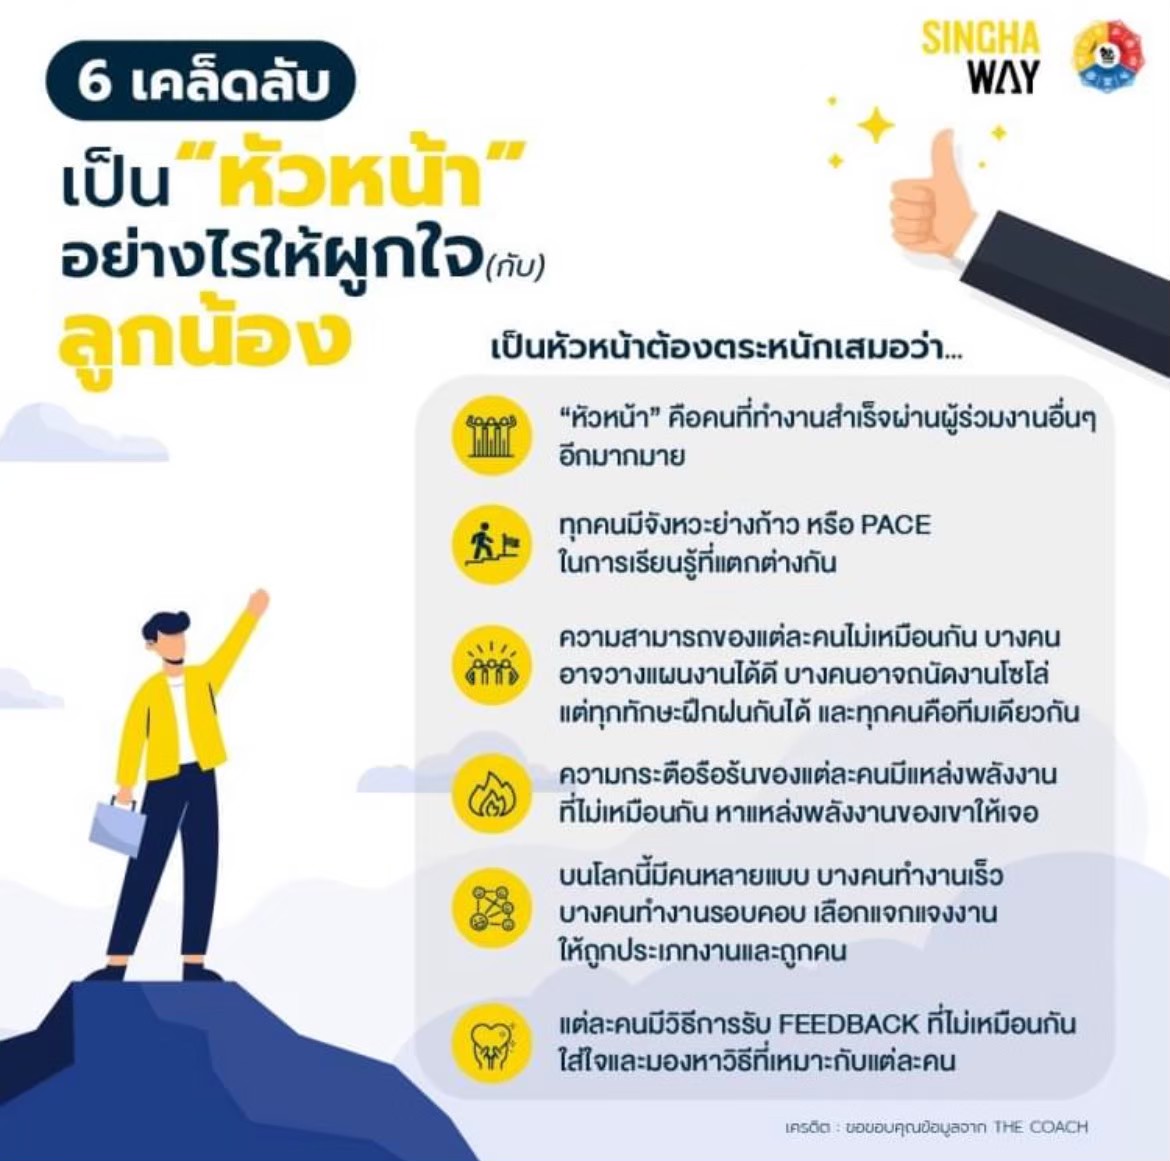 SINGHA
WAY
6 เคล็ดลับ
เป็น "หัวหน้า"
อย่างไรให้ผูกใจ(กับ)
ลูกน้อง
เป็นหัวหน้าต้องตระหนักเสมอว่า...
"หัวหน้า" คือคนที่ทำงานสำเร็จผ่านผู้ร่วมงานอื่นๆ
อีกมากมาย
ทุกคนมีจังหวะย่างก้าว หรือ PACE
ในการเรียนรู้ที่แตกต่างกัน
ความสามารถของแต่ละคนไม่เหมือนกัน บางคน
อาจวางแผนงานได้ดี บางคนอาจถนัดงานโซโล่
แต่ทุกทักษะฝึกฝนกันได้ และทุกคนคือทีมเดียวกัน
ความกระตือรือร้นของแต่ละคนมีแหล่งพลังงาน
ที่ไม่เหมือนกัน หาแหล่งพลังงานของเขาให้เจอ
บนโลกนี้มีคนหลายแบบ บางคนทำงานเร็ว
บางคนทำงานรอบคอบ เลือกแจกแจงงาน
ให้ถูกประเภทงานและถูกคน
แต่ละคนมีวิธีการรับ FEEDBACK ที่ไม่เหมือนกัน
ใส่ใจและมองหาวิธีที่เหมาะกับแต่ละคน
เครดิต : ขอขอบคุณข้อมูลจาก THE COACH